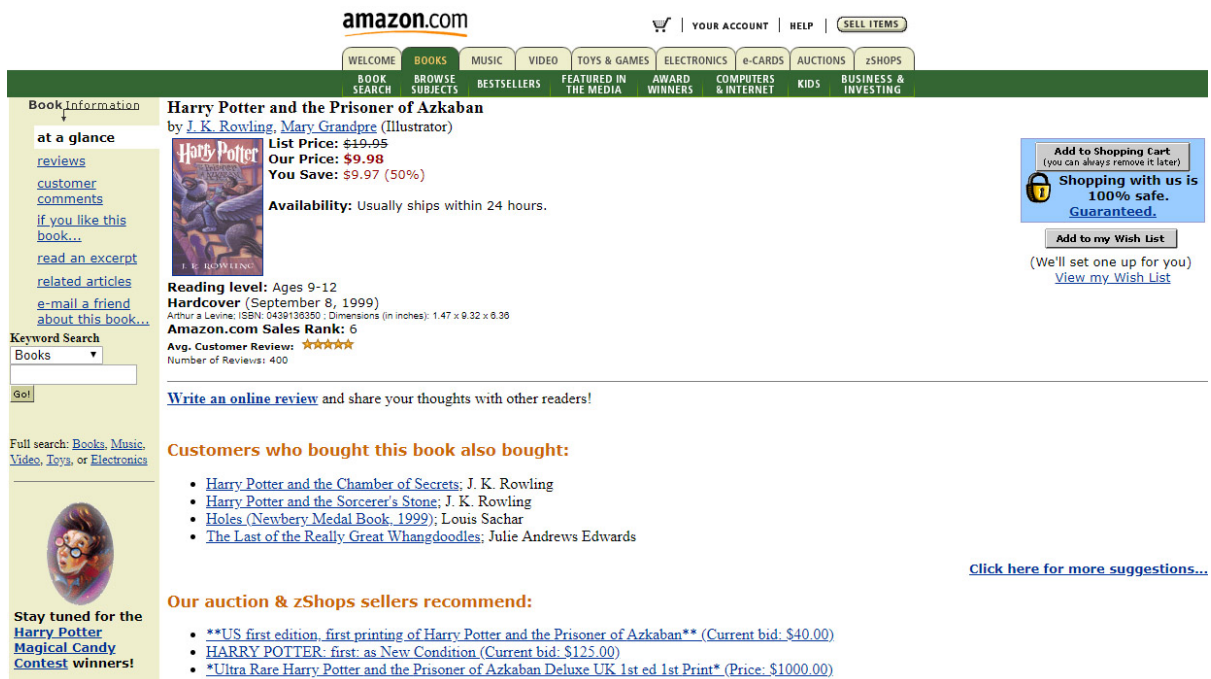 amazon.com
YOUR ACCOUNT | HELP | SELL ITEMS
WELCOME BOOKS MUSIC VIDEO TOYS & GAMES ELECTRONICS e-CARDS AUCTIONS zSHOPS
BOOK SEARCH BROWSE SUBJECTS BESTSELLERS FEATURED IN THE MEDIA AWARD WINNERS COMPUTERS & INTERNET KIDS BUSINESS & INVESTING
Book Information
at a glance
reviews
customer
comments
if you like this
book...
read an excerpt
related articles
e-mail a friend
about this book...
Keyword Search
Books
Go!
Full search: Books, Music,
Video, Toys, or Electronics
Stay tuned for the
Harry Potter
Magical Candy
Contest winners!
Harry Potter and the Prisoner of Azkaban
by J. K. Rowling, Mary Grandpre (Illustrator)
Harry Potter
J. K. ROWLING
List Price: $19.95
Our Price: $9.98
You Save: $9.97 (50%)
Availability: Usually ships within 24 hours.
Reading level: Ages 9-12
Hardcover (September 8, 1999)
Arthur a Levine; ISBN: 0439136350 ; Dimensions (in inches): 1.47 x 9.32 x 6.36
Amazon.com Sales Rank: 6
Avg. Customer Review:
Number of Reviews: 400
Add to Shopping Cart
(you can always remove it later)
Shopping with us is
100% safe.
Guaranteed.
Add to my Wish List
(We'll set one up for you)
View my Wish List
Write an online review and share your thoughts with other readers!
Customers who bought this book also bought:
Harry Potter and the Chamber of Secrets; J. K. Rowling
Harry Potter and the Sorcerer's Stone; J. K. Rowling
Holes (Newbery Medal Book, 1999); Louis Sachar
The Last of the Really Great Whangdoodles; Julie Andrews Edwards
Click here for more suggestions...
Our auction & zShops sellers recommend:
**US first edition, first printing of Harry Potter and the Prisoner of Azkaban** (Current bid: $40.00)
HARRY POTTER: first: as New Condition (Current bid: $125.00)
*Ultra Rare Harry Potter and the Prisoner of Azkaban Deluxe UK 1st ed 1st Print* (Price: $1000.00)